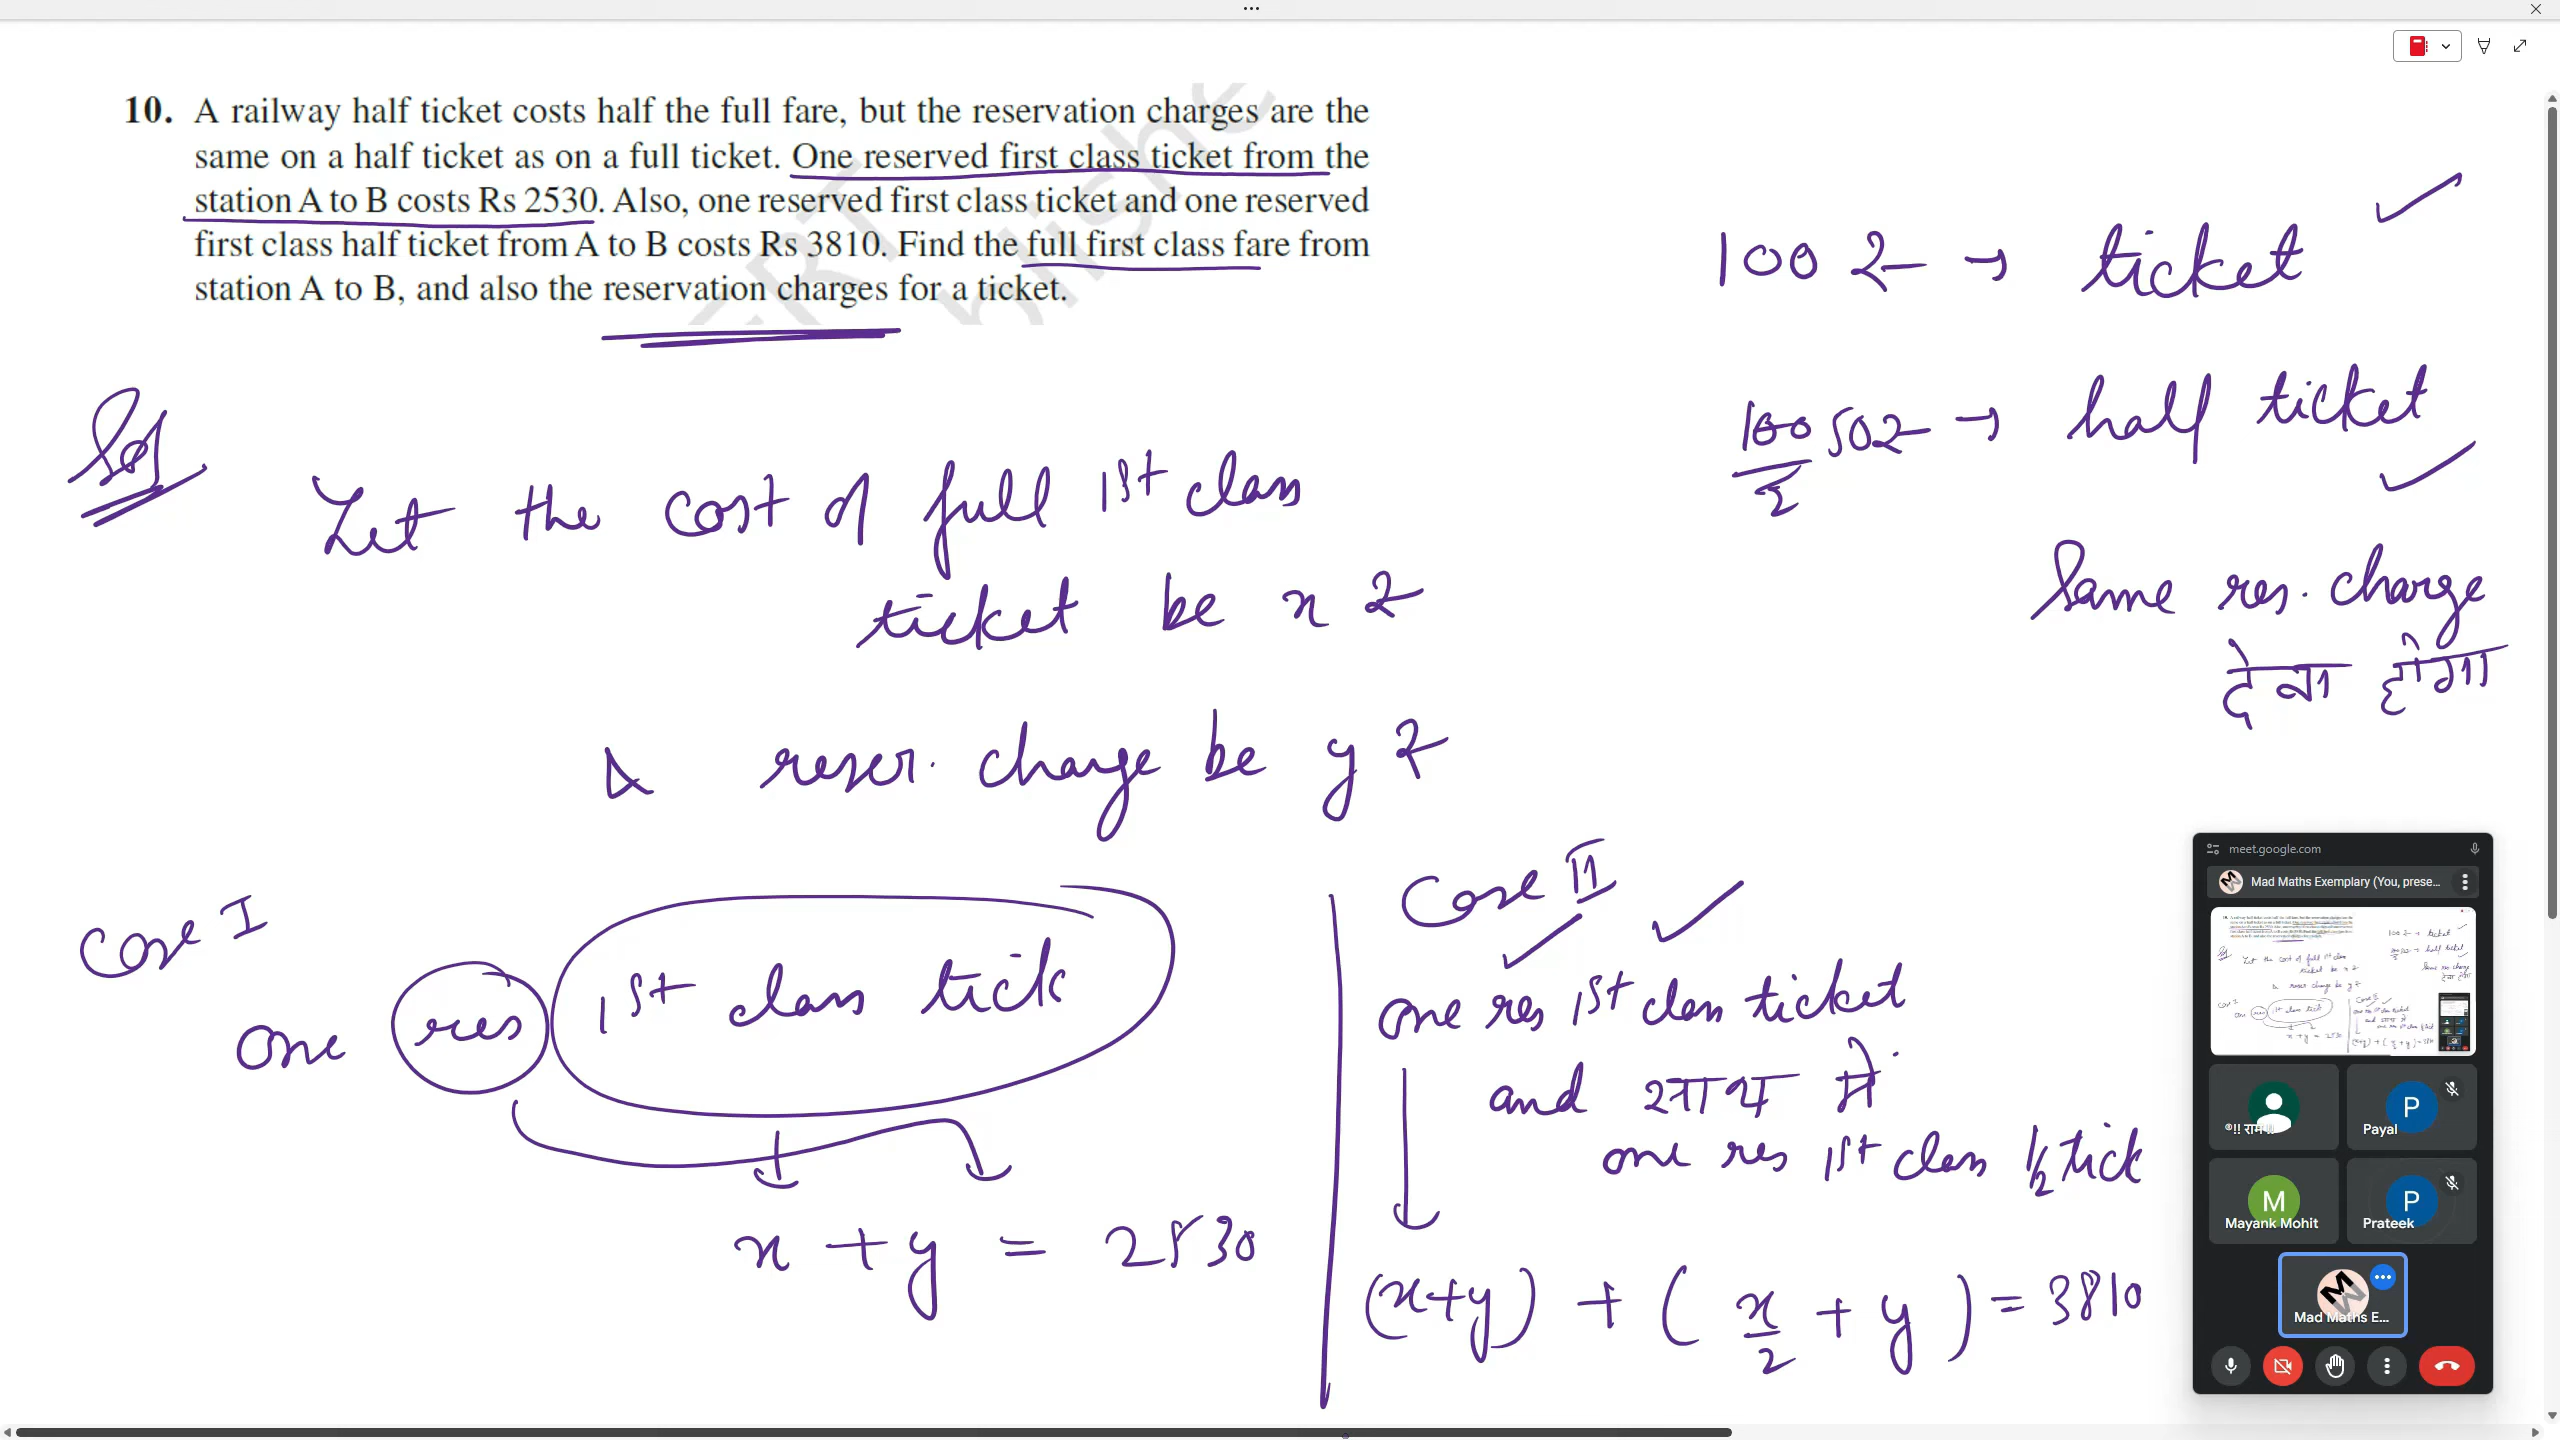 10. A railway half ticket costs half the full fare, but the reservation charges are the
same on a half ticket as on a full ticket. One reserved first class ticket from the
station A to B costs Rs 2530. Also, one reserved first class ticket and one reserved
first class half ticket from A to B costs Rs 3810. Find the full first class fare from
station A to B, and also the reservation charges for a ticket.
100 ₹ → ticket
100/2 50₹ → half ticket
Same res. charge
देना होगा
Sol
Let the cost of full 1st class
ticket be x ₹
& reser. charge be y ₹
Case I
one res 1st class tick
x + y = 2530
Case II
one res 1st class ticket
and साथ में
one res 1st class 1/2 tick
(x+y) + (x/2 + y) = 3810
meet.google.com
Mad Maths Exemplary (You, prese...
Payal
Mayank Mohit
Prateek
Mad Maths E...